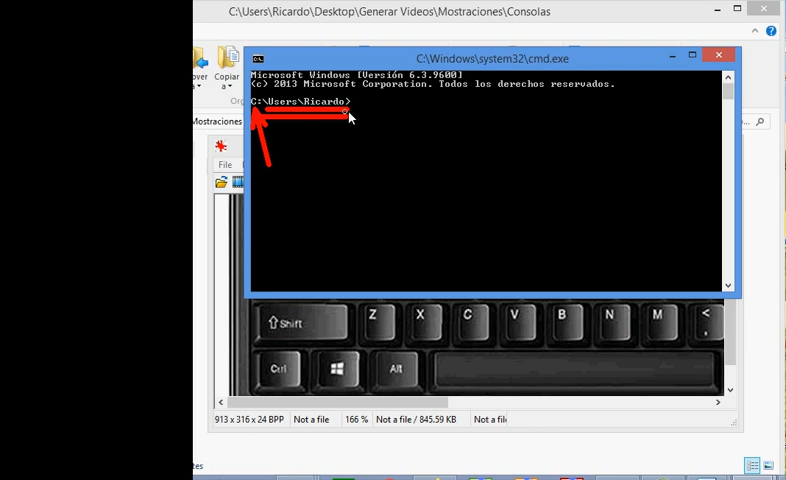 C:\Users\Ricardo\Desktop\Generar Videos\Mostraciones\Consolas
C:\Windows\system32\cmd.exe
Microsoft Windows [Versión 6.3.9600]
(c) 2013 Microsoft Corporation. Todos los derechos reservados.
C:\Users\Ricardo>
Copiar
Mostraciones
File
Shift
Z X C V B N M <
,
Ctrl
Alt
913 x 316 x 24 BPP
Not a file
166 %
Not a file / 845.59 KB